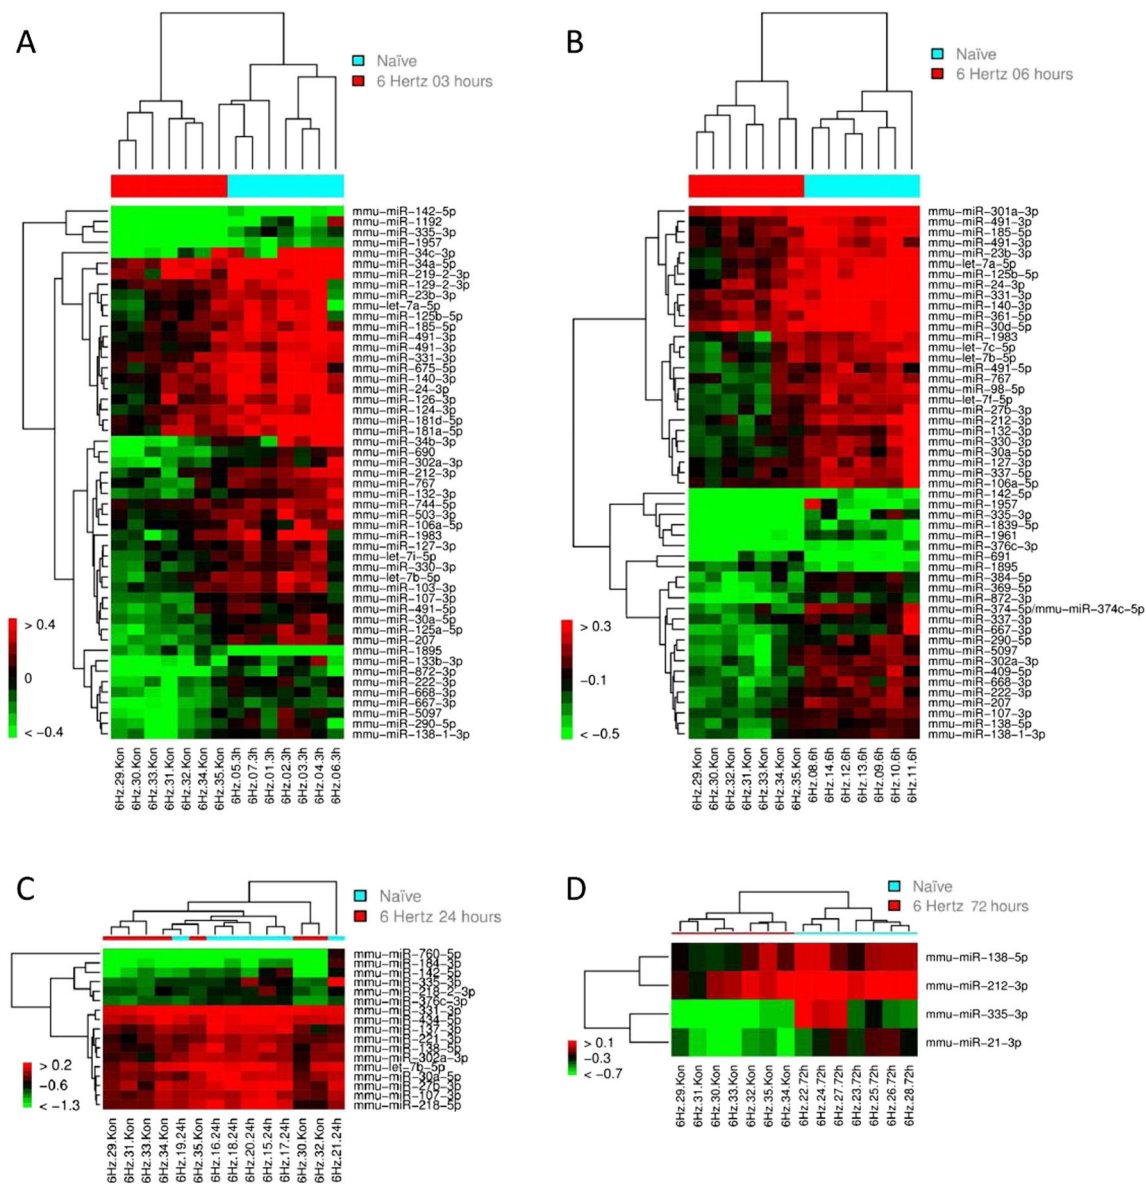 A
Naïve
6 Hertz 03 hours
mmu-miR-142-5p
mmu-miR-1192
mmu-miR-335-3p
mmu-miR-1957
mmu-miR-34c-3p
mmu-miR-34a-5p
mmu-miR-219-2-3p
mmu-miR-129-2-3p
mmu-miR-23b-3p
mmu-let-7a-5p
mmu-miR-125b-5p
mmu-miR-185-5p
mmu-miR-491-3p
mmu-miR-491-3p
mmu-miR-331-3p
mmu-miR-675-5p
mmu-miR-140-3p
mmu-miR-24-3p
mmu-miR-126-3p
mmu-miR-124-3p
mmu-miR-181d-5p
mmu-miR-181a-5p
mmu-miR-34b-3p
mmu-miR-690
mmu-miR-302a-3p
mmu-miR-212-3p
mmu-miR-767
mmu-miR-132-3p
mmu-miR-744-5p
mmu-miR-503-3p
mmu-miR-106a-5p
mmu-miR-1983
mmu-miR-127-3p
mmu-let-7i-5p
mmu-miR-330-3p
mmu-let-7b-5p
mmu-miR-103-3p
mmu-miR-107-3p
mmu-miR-491-5p
mmu-miR-30a-5p
mmu-miR-125a-5p
mmu-miR-207
mmu-miR-1895
mmu-miR-133b-3p
mmu-miR-872-3p
mmu-miR-222-3p
mmu-miR-668-3p
mmu-miR-667-3p
mmu-miR-5097
mmu-miR-290-5p
mmu-miR-138-1-3p
> 0.4
0
< −0.4
6Hz.29.Kon
6Hz.30.Kon
6Hz.33.Kon
6Hz.31.Kon
6Hz.32.Kon
6Hz.34.Kon
6Hz.35.Kon
6Hz.05.3h
6Hz.07.3h
6Hz.01.3h
6Hz.02.3h
6Hz.03.3h
6Hz.04.3h
6Hz.06.3h
B
Naïve
6 Hertz 06 hours
mmu-miR-301a-3p
mmu-miR-491-3p
mmu-miR-185-5p
mmu-miR-491-3p
mmu-miR-23b-3p
mmu-let-7a-5p
mmu-miR-125b-5p
mmu-miR-24-3p
mmu-miR-331-3p
mmu-miR-140-3p
mmu-miR-361-5p
mmu-miR-30d-5p
mmu-miR-1983
mmu-let-7c-5p
mmu-let-7b-5p
mmu-miR-491-5p
mmu-miR-767
mmu-miR-98-5p
mmu-let-7f-5p
mmu-miR-27b-3p
mmu-miR-212-3p
mmu-miR-132-3p
mmu-miR-330-3p
mmu-miR-30a-5p
mmu-miR-127-3p
mmu-miR-337-5p
mmu-miR-106a-5p
mmu-miR-142-5p
mmu-miR-1957
mmu-miR-335-3p
mmu-miR-1839-5p
mmu-miR-1961
mmu-miR-376c-3p
mmu-miR-691
mmu-miR-1895
mmu-miR-384-5p
mmu-miR-369-5p
mmu-miR-872-3p
mmu-miR-374-5p/mmu-miR-374c-5p
mmu-miR-337-3p
mmu-miR-667-3p
mmu-miR-290-5p
mmu-miR-5097
mmu-miR-302a-3p
mmu-miR-409-5p
mmu-miR-668-3p
mmu-miR-222-3p
mmu-miR-207
mmu-miR-107-3p
mmu-miR-138-5p
mmu-miR-138-1-3p
> 0.3
−0.1
< −0.5
6Hz.29.Kon
6Hz.30.Kon
6Hz.32.Kon
6Hz.31.Kon
6Hz.33.Kon
6Hz.34.Kon
6Hz.35.Kon
6Hz.08.6h
6Hz.14.6h
6Hz.12.6h
6Hz.13.6h
6Hz.09.6h
6Hz.10.6h
6Hz.11.6h
C
Naïve
6 Hertz 24 hours
mmu-miR-760-5p
mmu-miR-184-3p
mmu-miR-142-5p
mmu-miR-335-3p
mmu-miR-218-2-3p
mmu-miR-376c-3p
mmu-miR-331-3p
mmu-miR-434-5p
mmu-miR-137-3p
mmu-miR-221-3p
mmu-miR-138-5p
mmu-miR-302a-3p
mmu-let-7b-5p
mmu-miR-30a-5p
mmu-miR-27b-3p
mmu-miR-107-3p
mmu-miR-218-5p
> 0.2
−0.6
< −1.3
6Hz.29.Kon
6Hz.31.Kon
6Hz.33.Kon
6Hz.34.Kon
6Hz.19.24h
6Hz.35.Kon
6Hz.16.24h
6Hz.18.24h
6Hz.20.24h
6Hz.15.24h
6Hz.17.24h
6Hz.30.Kon
6Hz.32.Kon
6Hz.21.24h
D
Naïve
6 Hertz 72 hours
mmu-miR-138-5p
mmu-miR-212-3p
mmu-miR-335-3p
mmu-miR-21-3p
> 0.1
−0.3
< −0.7
6Hz.29.Kon
6Hz.31.Kon
6Hz.30.Kon
6Hz.33.Kon
6Hz.32.Kon
6Hz.35.Kon
6Hz.34.Kon
6Hz.22.72h
6Hz.24.72h
6Hz.27.72h
6Hz.23.72h
6Hz.25.72h
6Hz.26.72h
6Hz.28.72h